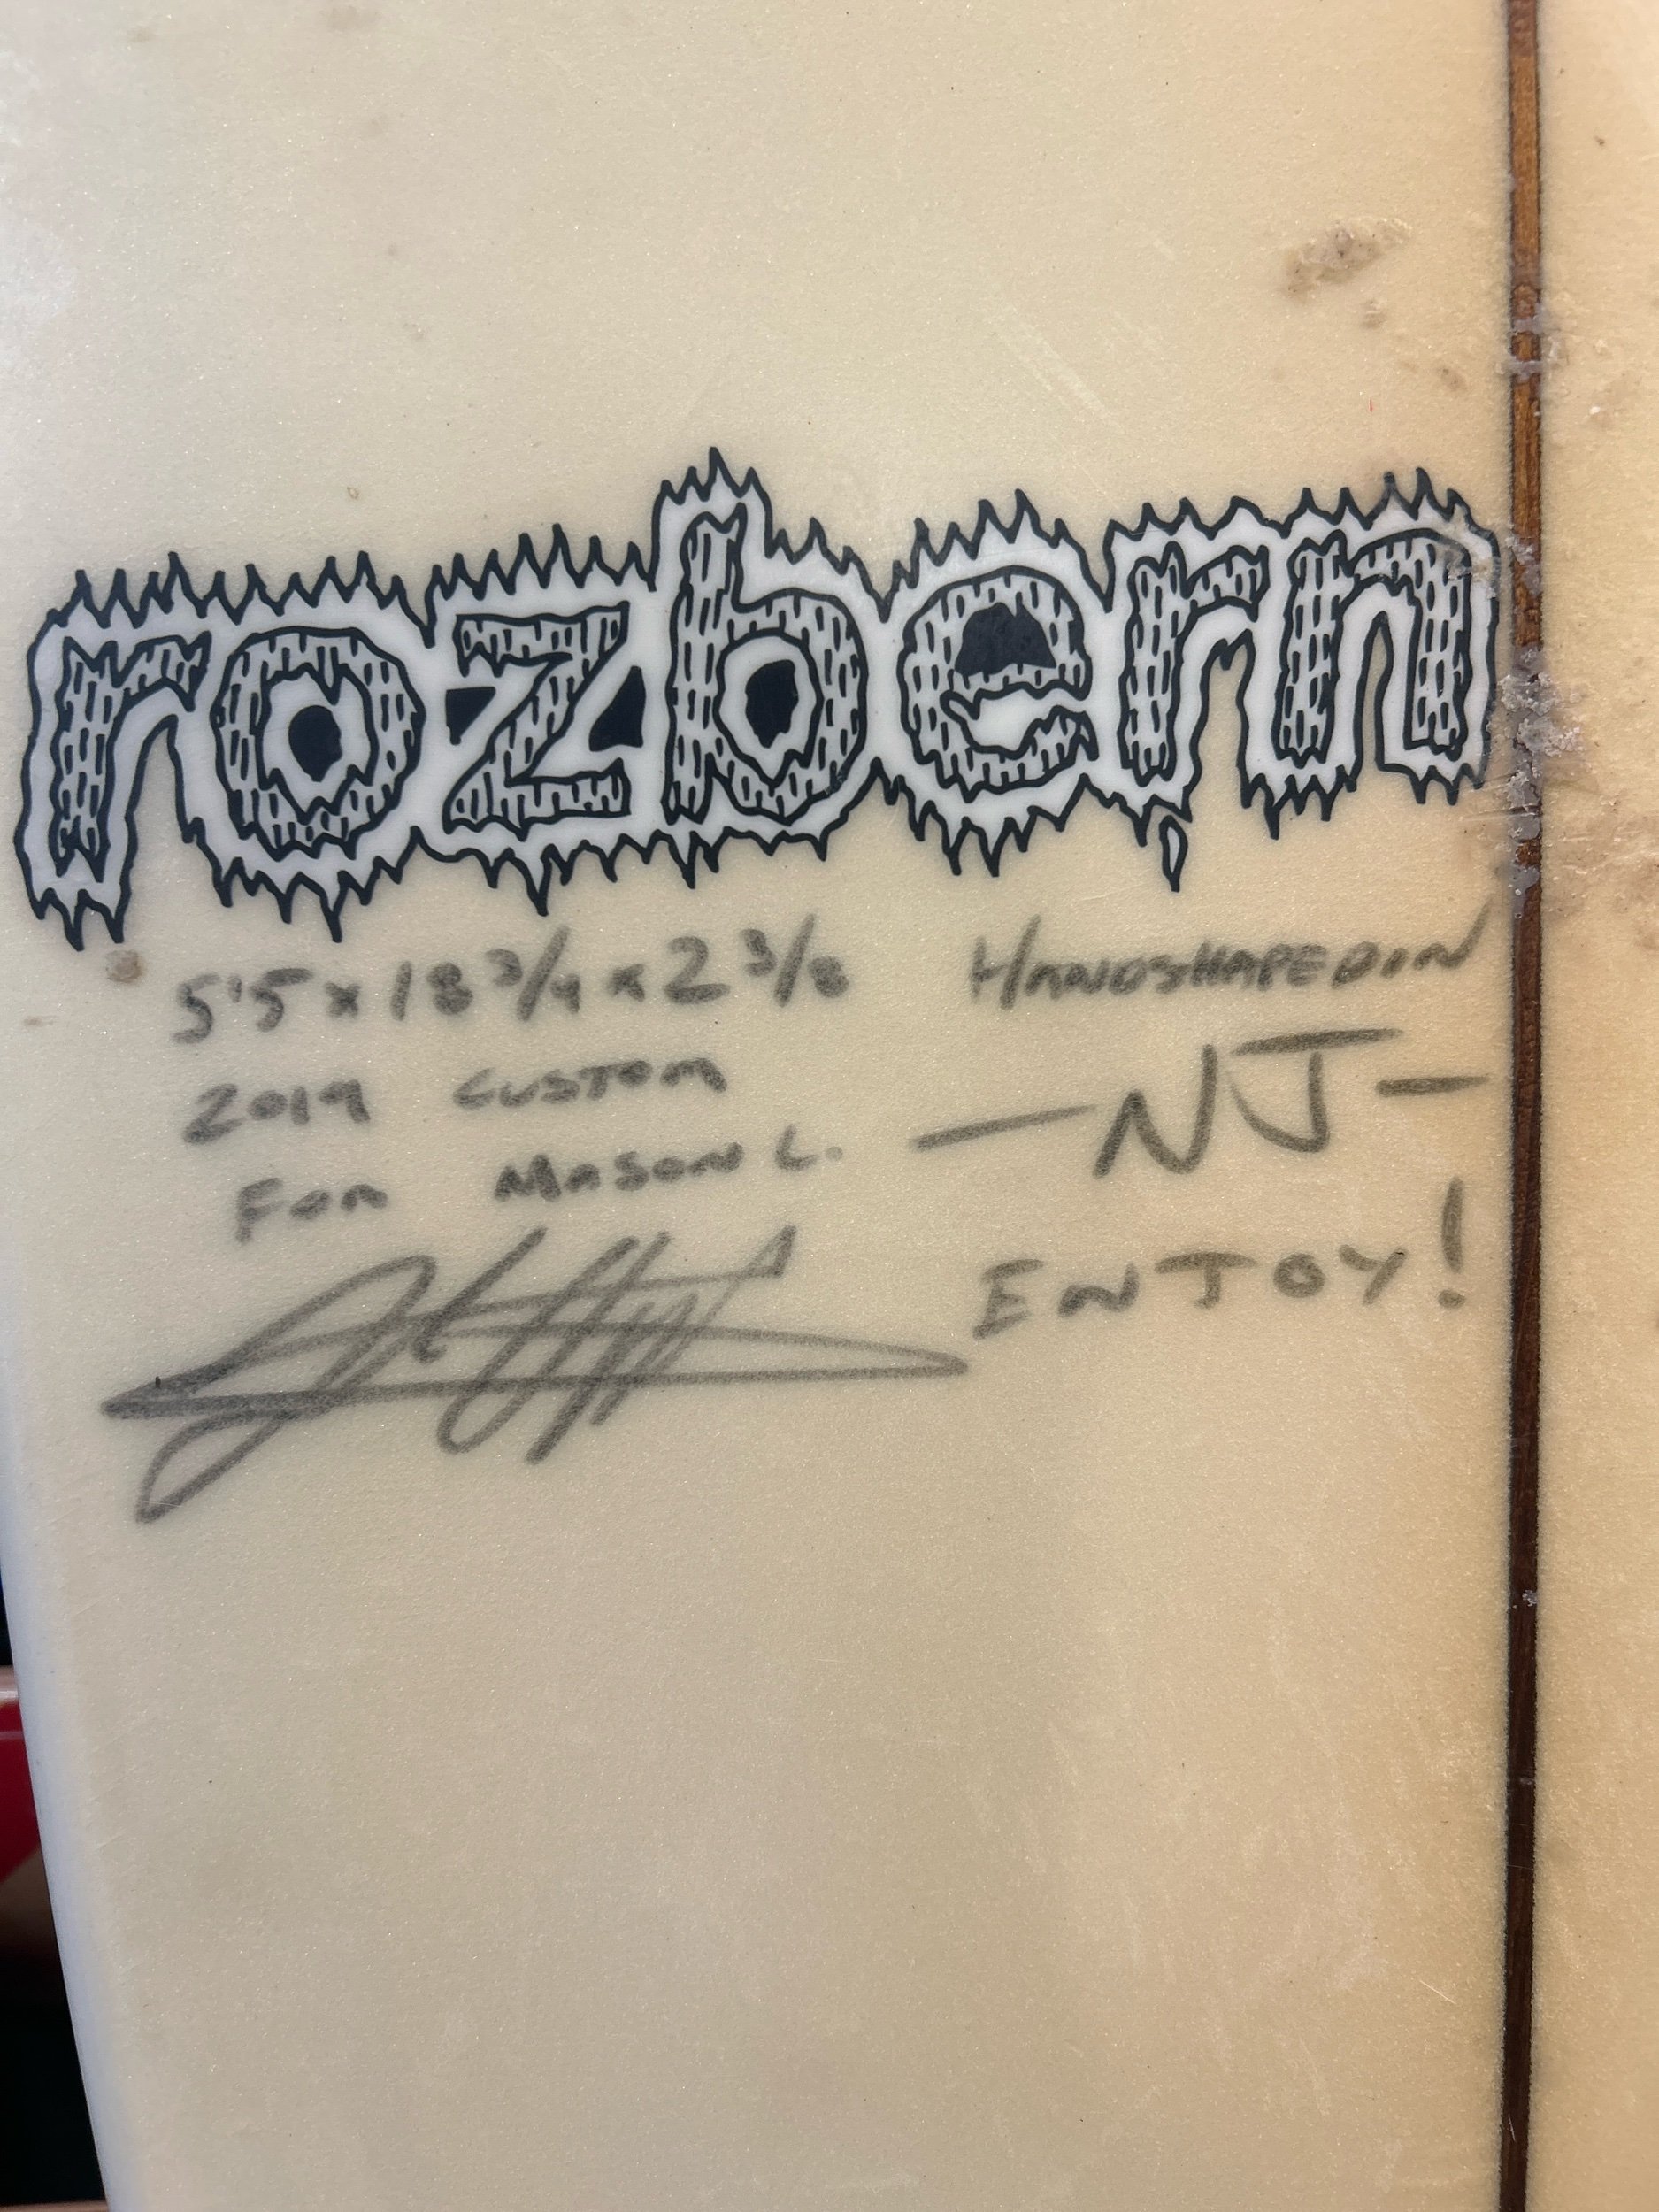 rozbern
5'5 x 18 3/4 x 2 3/8
2019 CUSTOM
FOR MASON L.
HANDSHAPED IN
—NJ—
ENJOY!